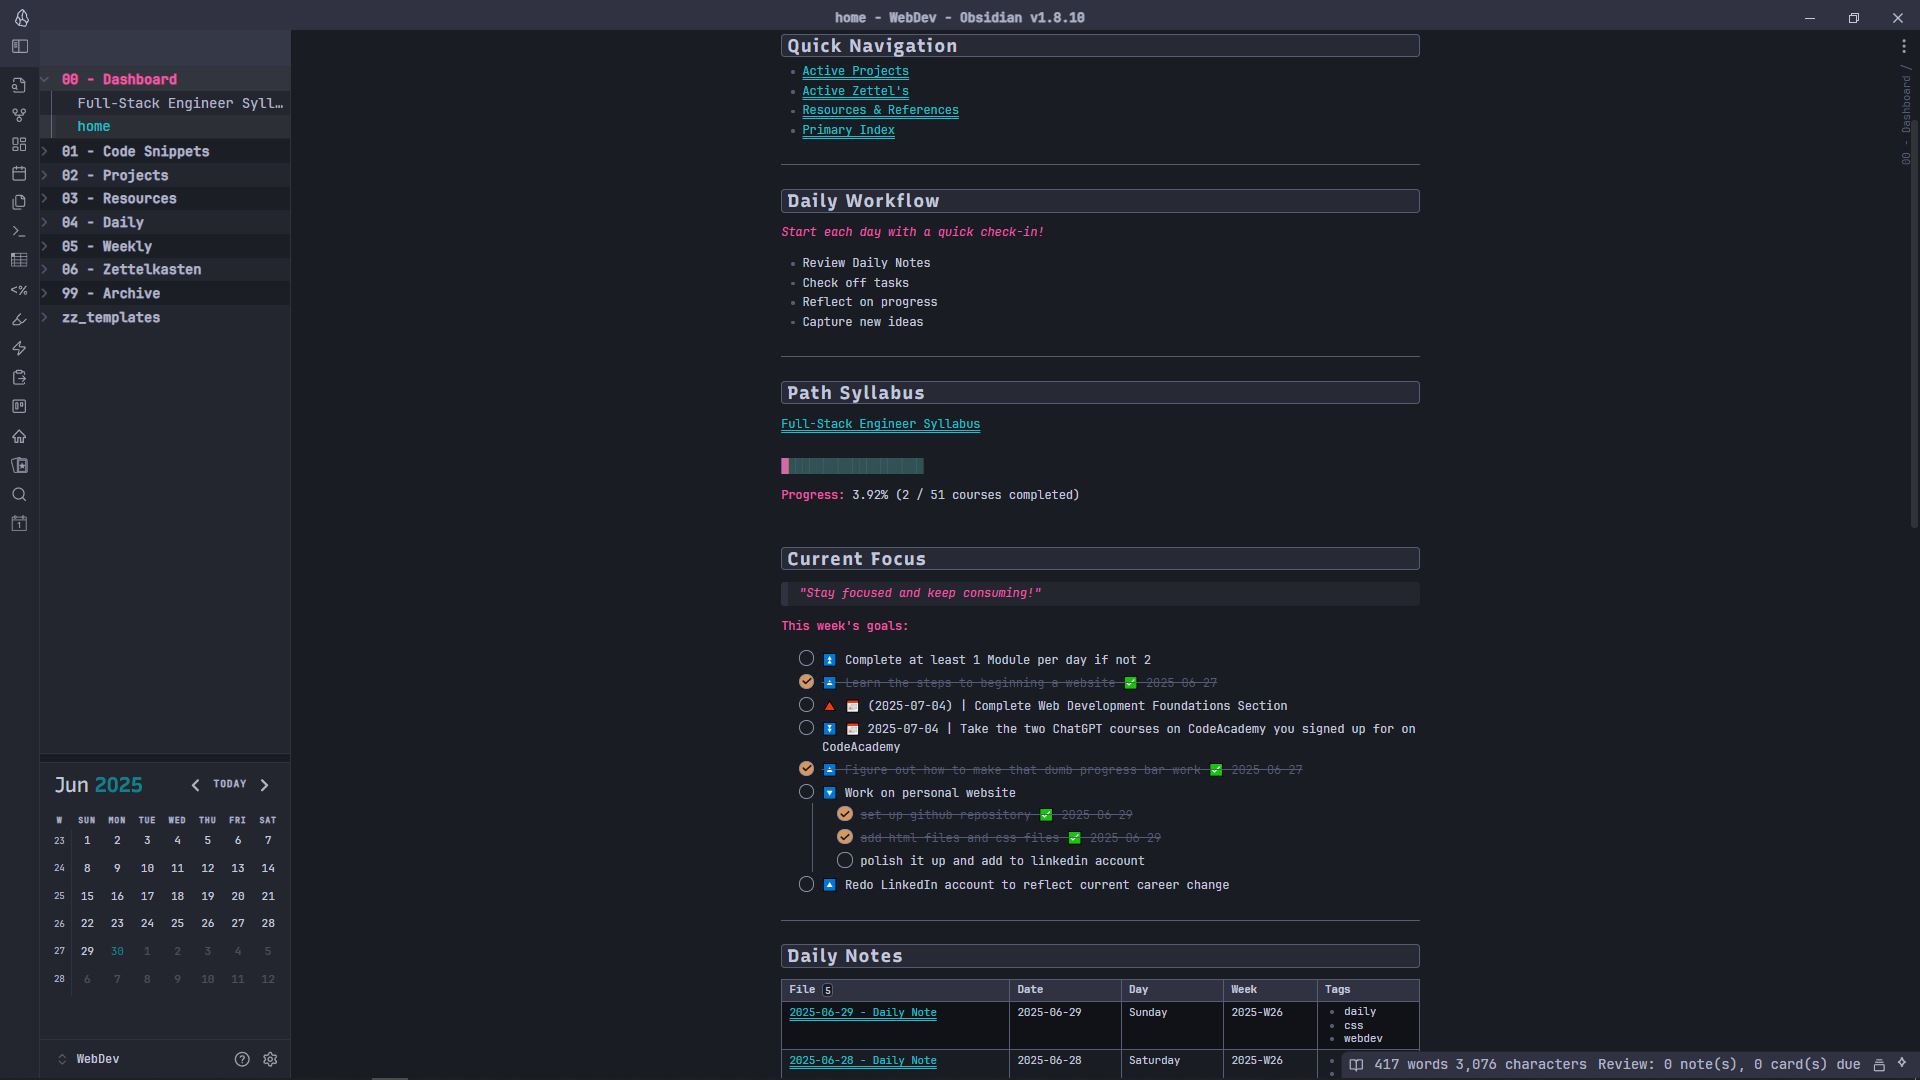 home - WebDev - Obsidian v1.8.10
00 - Dashboard
Full-Stack Engineer Syll…
home
01 - Code Snippets
02 - Projects
03 - Resources
04 - Daily
05 - Weekly
06 - Zettelkasten
99 - Archive
zz_templates
Jun 2025
TODAY
W SUN MON TUE WED THU FRI SAT
23 1 2 3 4 5 6 7
24 8 9 10 11 12 13 14
25 15 16 17 18 19 20 21
26 22 23 24 25 26 27 28
27 29 30 1 2 3 4 5
28 6 7 8 9 10 11 12
WebDev
Quick Navigation
Active Projects
Active Zettel's
Resources & References
Primary Index
Daily Workflow
Start each day with a quick check-in!
Review Daily Notes
Check off tasks
Reflect on progress
Capture new ideas
Path Syllabus
Full-Stack Engineer Syllabus
Progress: 3.92% (2 / 51 courses completed)
Current Focus
"Stay focused and keep consuming!"
This week's goals:
⏫ Complete at least 1 Module per day if not 2
🔼 Learn the steps to beginning a website ✅ 2025-06-27
🔺 📅 (2025-07-04) | Complete Web Development Foundations Section
⏬ 📅 2025-07-04 | Take the two ChatGPT courses on CodeAcademy you signed up for on
CodeAcademy
🔼 Figure out how to make that dumb progress bar work ✅ 2025-06-27
🔽 Work on personal website
set up github repository ✅ 2025-06-29
add html files and css files ✅ 2025-06-29
polish it up and add to linkedin account
🔼 Redo LinkedIn account to reflect current career change
Daily Notes
File 5 Date Day Week Tags
2025-06-29 - Daily Note 2025-06-29 Sunday 2025-W26 daily
css
webdev
2025-06-28 - Daily Note 2025-06-28 Saturday 2025-W26
417 words 3,076 characters Review: 0 note(s), 0 card(s) due
00 - Dashboard /